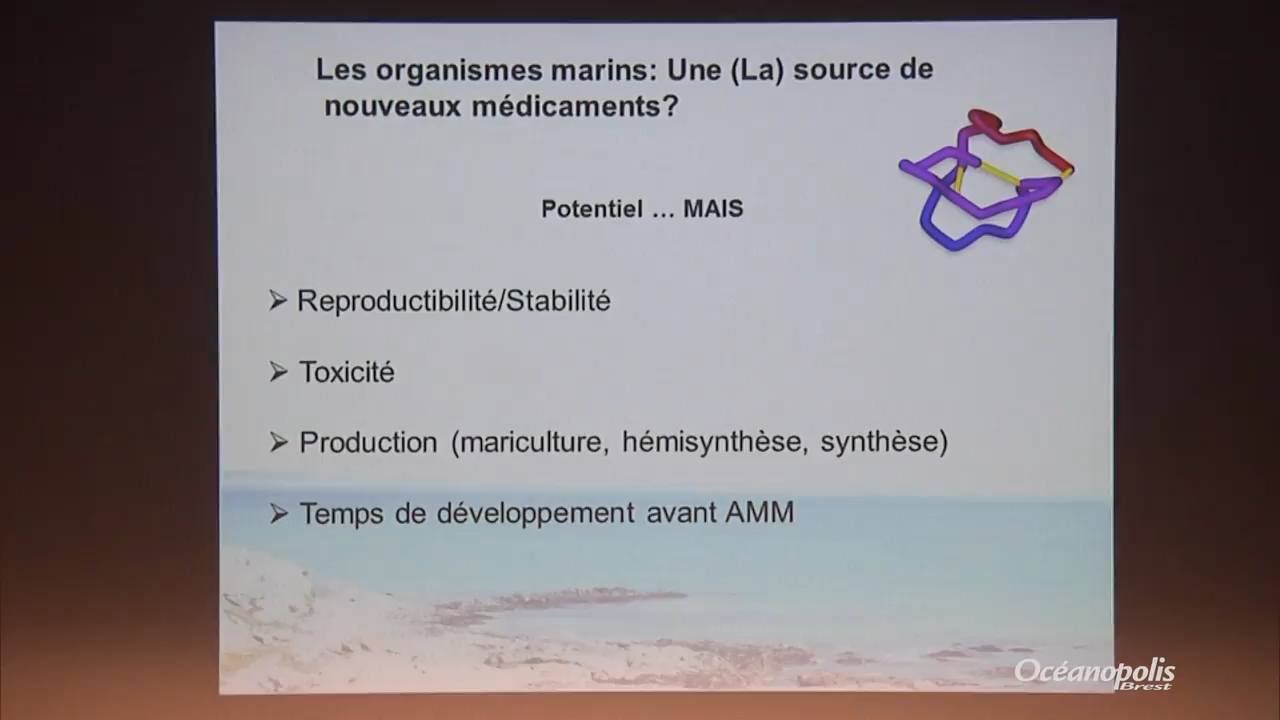 Les organismes marins: Une (La) source de
nouveaux médicaments?
Potentiel … MAIS
➢ Reproductibilité/Stabilité
➢ Toxicité
➢ Production (mariculture, hémisynthèse, synthèse)
➢ Temps de développement avant AMM
Océanopolis
Brest